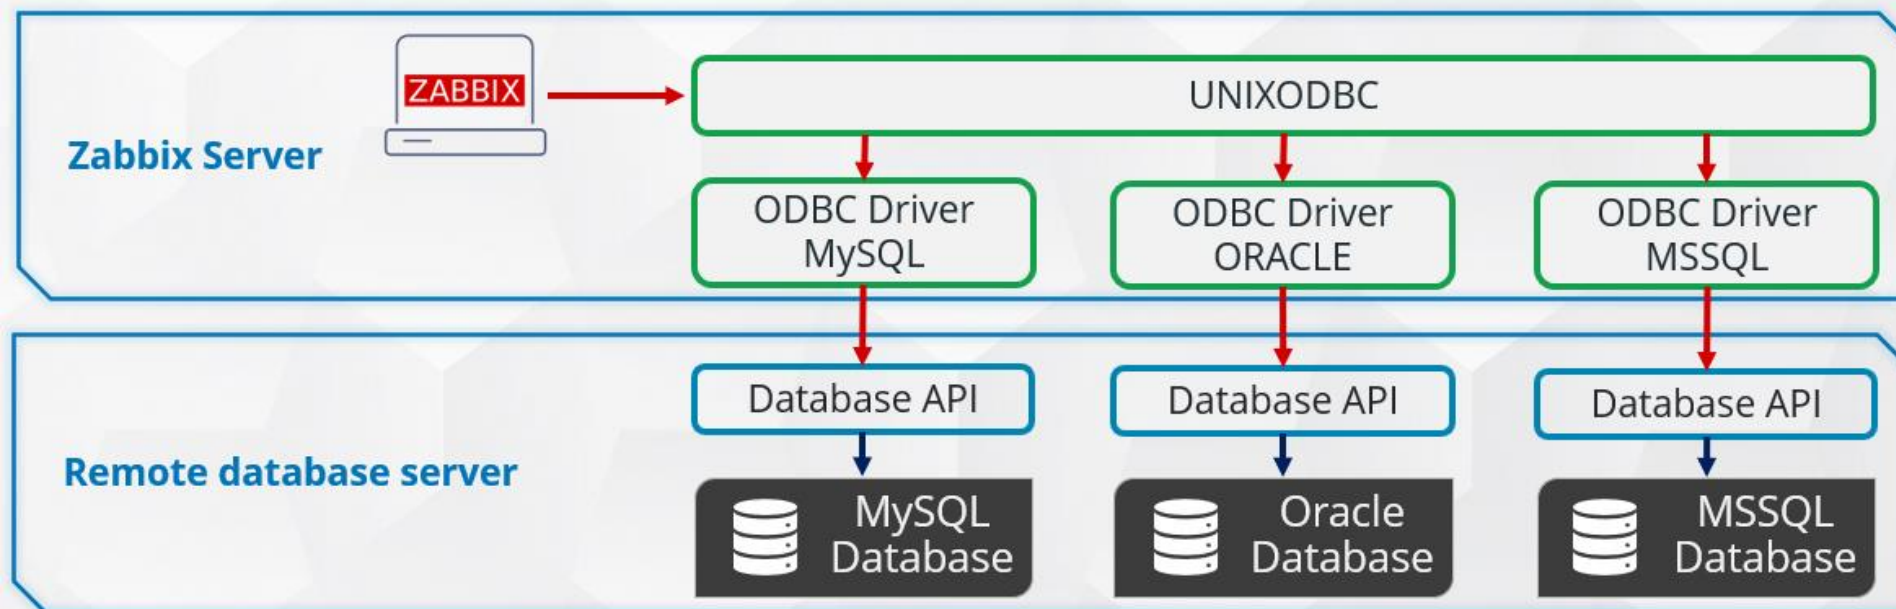 ZABBIX
UNIXODBC
Zabbix Server
ODBC Driver
MySQL
ODBC Driver
ORACLE
ODBC Driver
MSSQL
Database API
Database API
Database API
Remote database server
MySQL
Database
Oracle
Database
MSSQL
Database